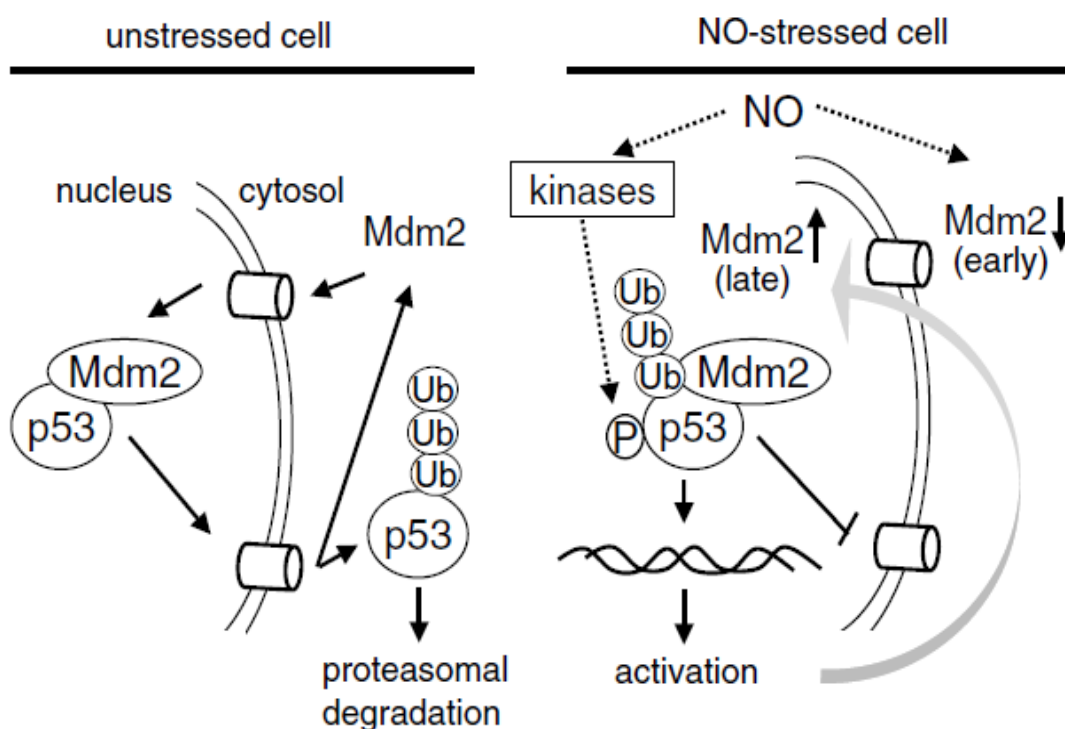 unstressed cell
nucleus
cytosol
Mdm2
Mdm2
p53
Ub
Ub
Ub
p53
proteasomal
degradation
NO-stressed cell
NO
kinases
Mdm2
(late)
Mdm2
(early)
Ub
Ub
Ub
Mdm2
P
p53
activation